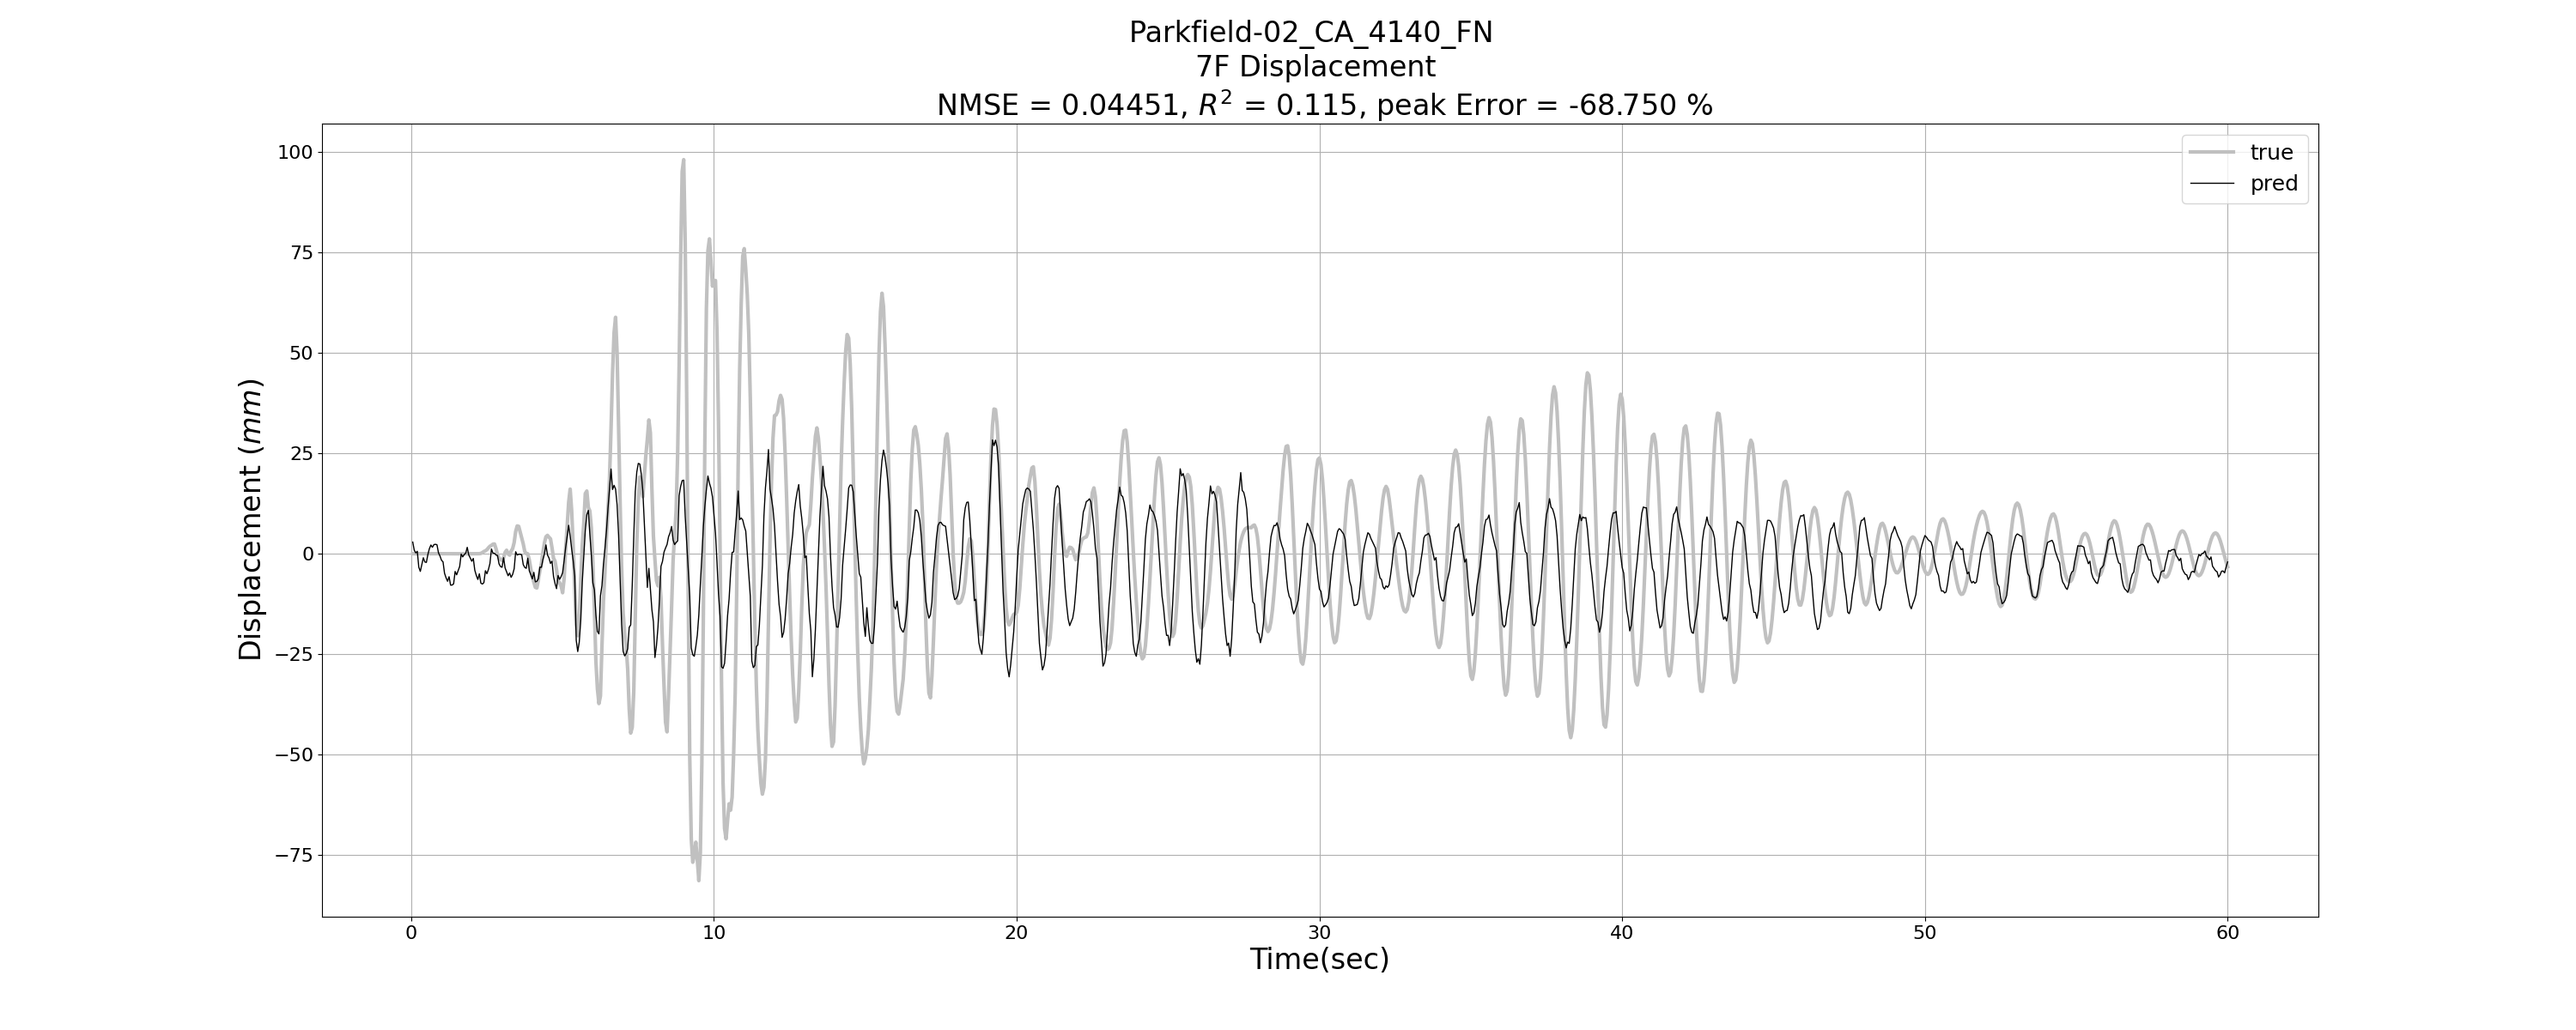 Parkfield-02_CA_4140_FN
7F Displacement
NMSE = 0.04451, R² = 0.115, peak Error = -68.750 %
true
pred
100
75
50
25
0
−25
−50
−75
Displacement (mm)
0 10 20 30 40 50 60
Time(sec)